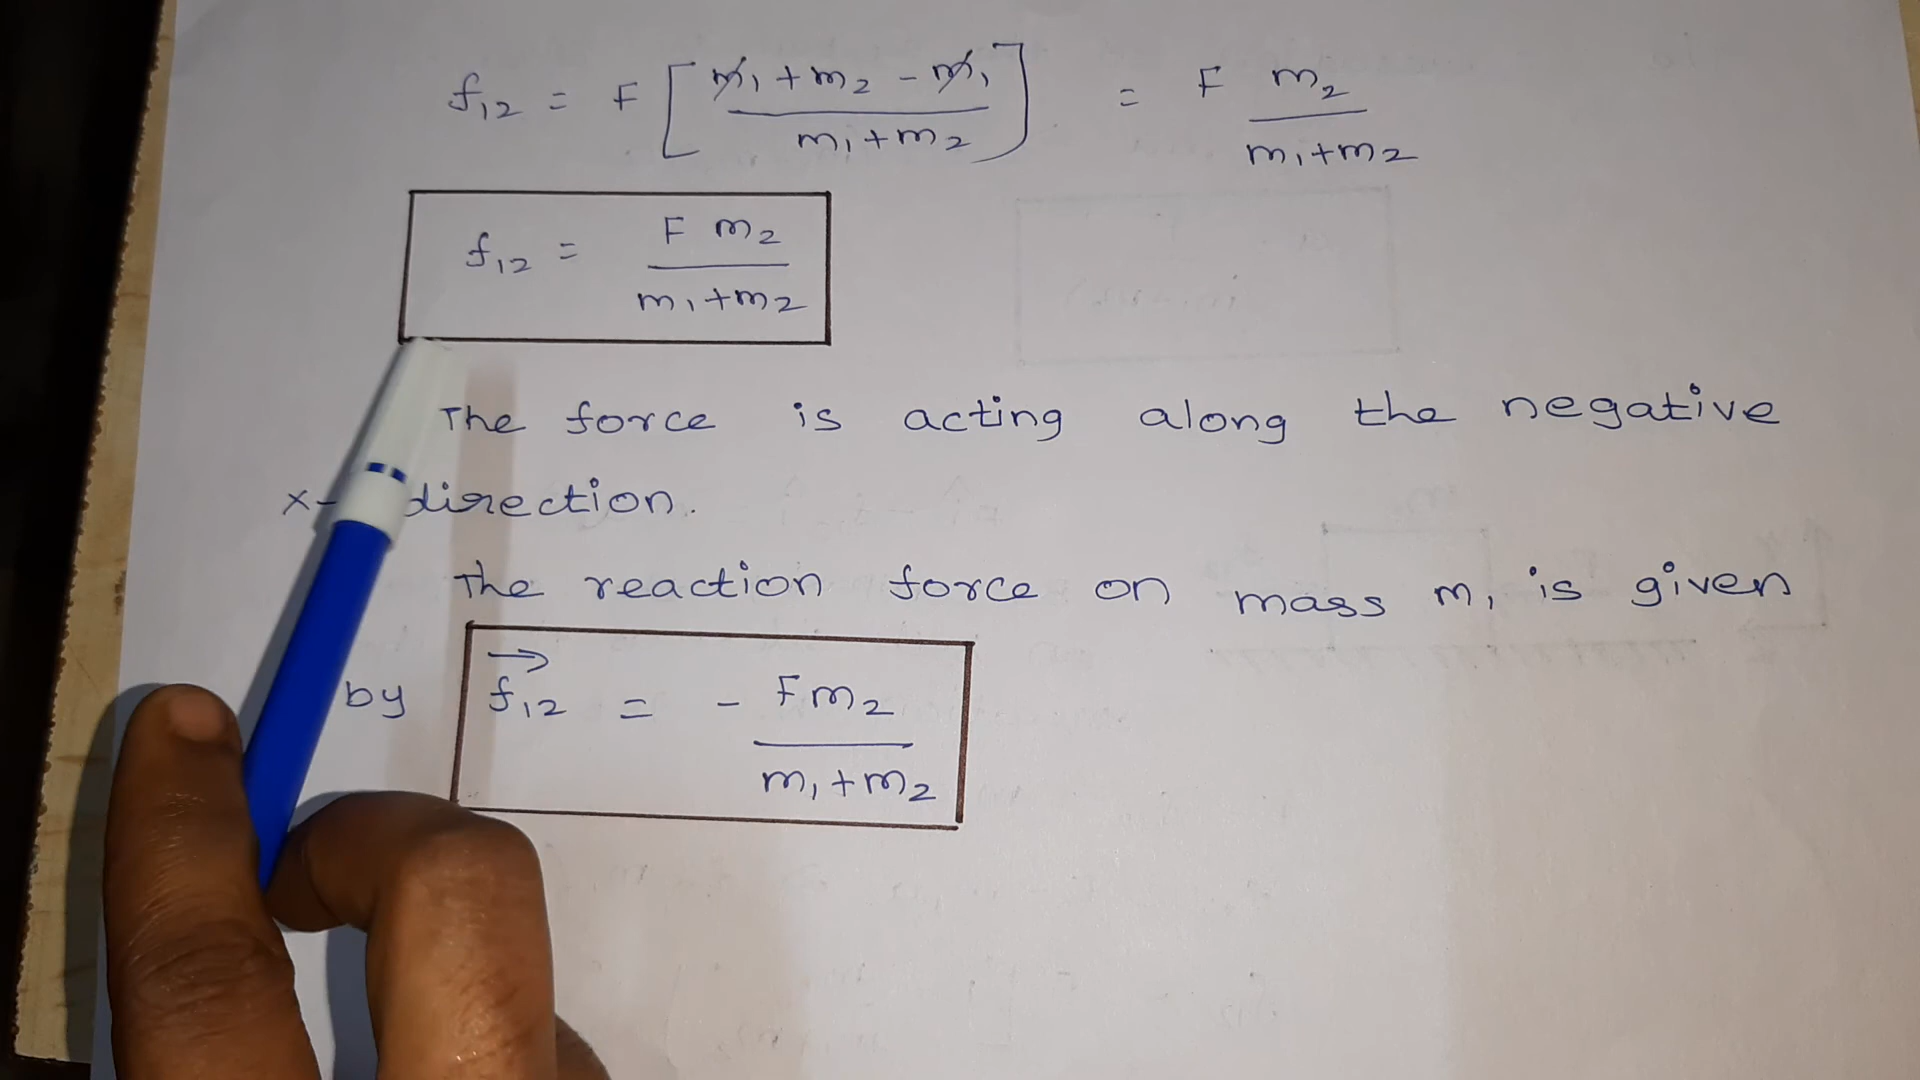 f12 = F [ m1 + m2 - m1 / m1 + m2 ] = F m2 / m1 + m2
f12 = F m2 / m1 + m2
The force is acting along the negative
x- direction.
The reaction force on mass m1 is given
by f12 = - F m2 / m1 + m2